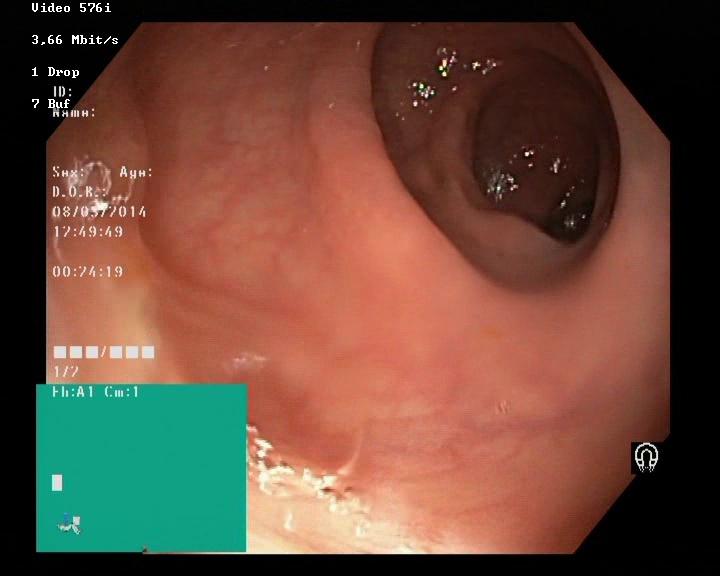 Video 576i
3,66 Mbit/s
1 Drop
ID:
7 Buf
Name:
Sex: Age:
D.O.B.:
08/03/2014
12:49:49
00:24:19
1/2
Eh:A1 Cm:1